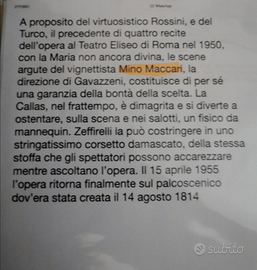 A proposito del virtuosistico Rossini, e del
Turco, il precedente di quattro recite
dell'opera al Teatro Eliseo di Roma nel 1950,
con la Maria non ancora divina, le scene
argute del vignettista Mino Maccari, la
direzione di Gavazzeni, costituisce di per sé
una garanzia della bontà della scelta. La
Callas, nel frattempo, è dimagrita e si diverte a
ostentare, sulla scena e nei salotti, un fisico da
mannequin. Zeffirelli la può costringere in uno
stringatissimo corsetto damascato, della stessa
stoffa che gli spettatori possono accarezzare
mentre ascoltano l'opera. Il 15 aprile 1955
l'opera ritorna finalmente sul palcoscenico
dov'era stata creata il 14 agosto 1814
subito